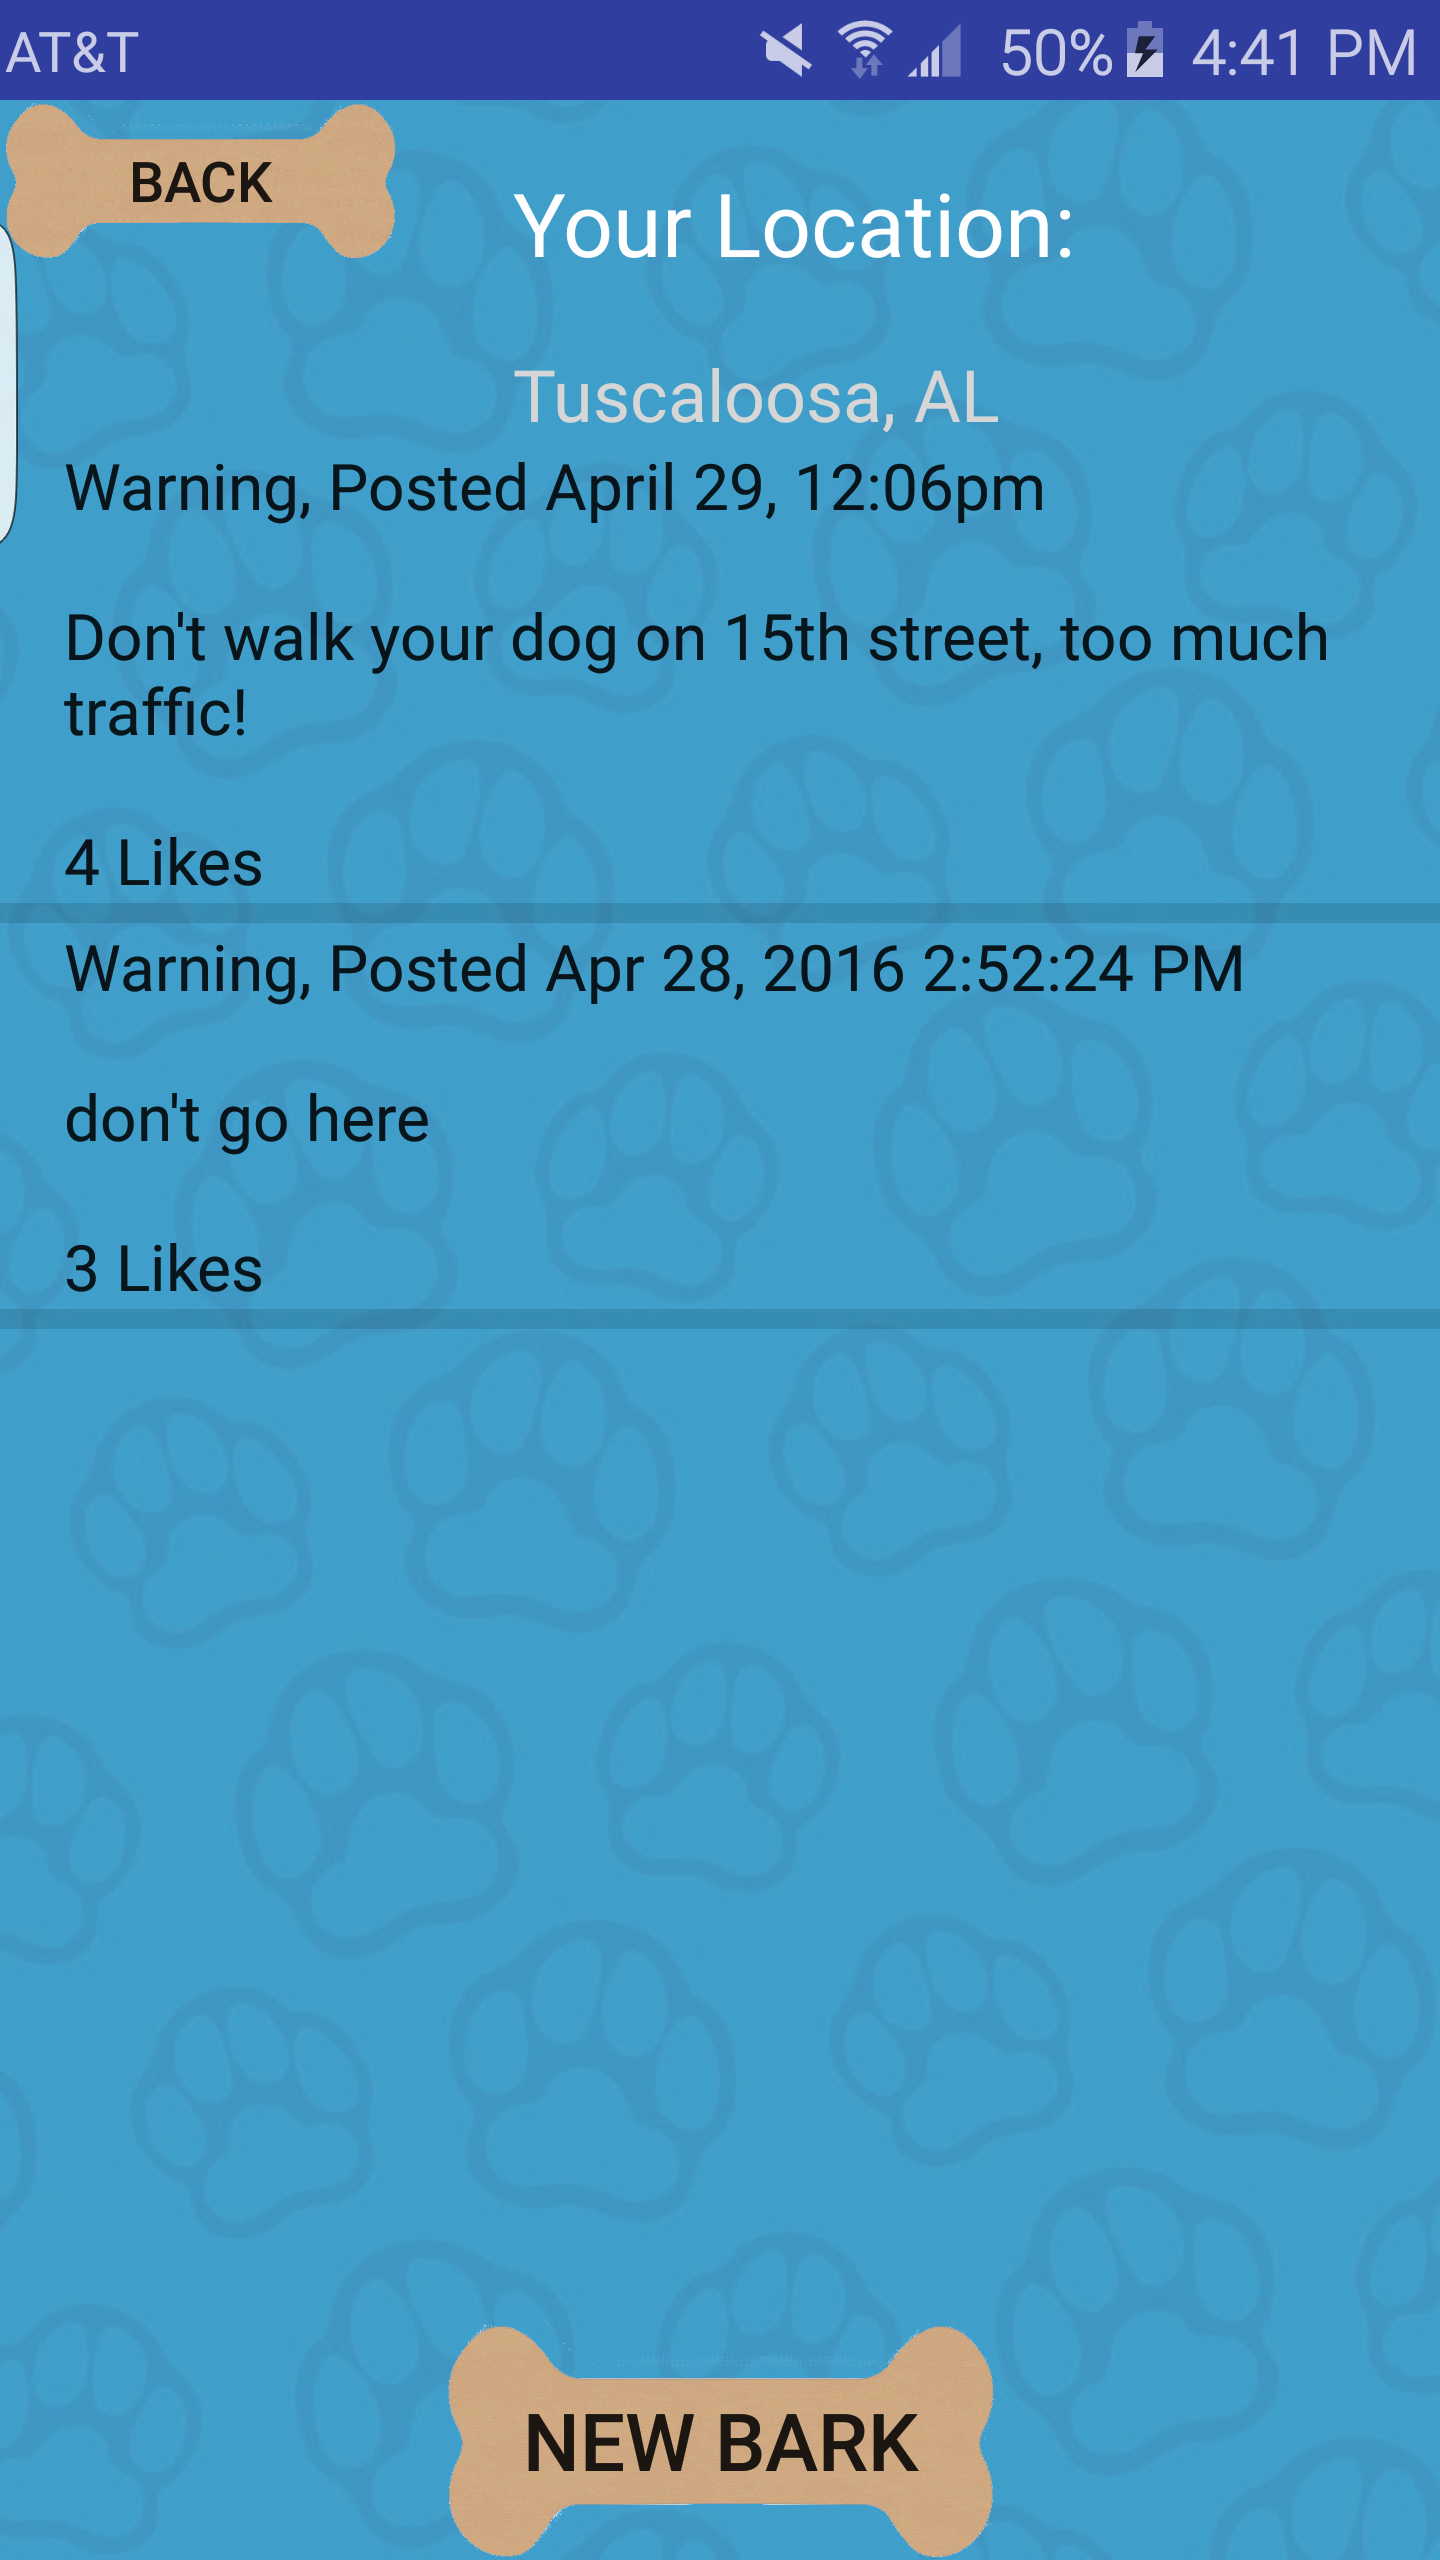 AT&T 50% 4:41 PM
BACK
Your Location:
Tuscaloosa, AL
Warning, Posted April 29, 12:06pm
Don't walk your dog on 15th street, too much
traffic!
4 Likes
Warning, Posted Apr 28, 2016 2:52:24 PM
don't go here
3 Likes
NEW BARK